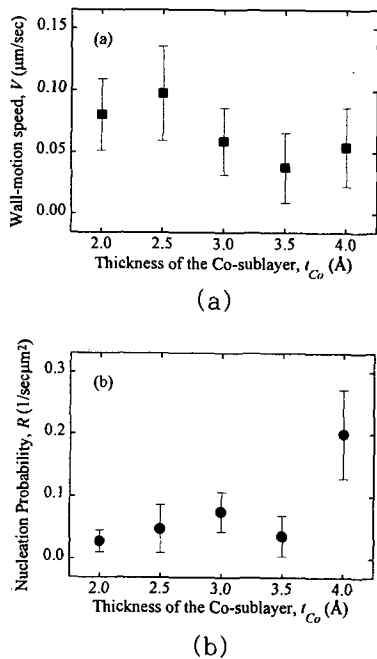 (a)
Wall-motion speed, V (μm/sec)
0.10
0.05
0.00
2.0 2.5 3.0 3.5 4.0
Thickness of the Co-sublayer, t_Co (Å)
(a)
(b)
Nucleation Probability, R (1/secμm²)
0.3
0.2
0.1
0.0
2.0 2.5 3.0 3.5 4.0
Thickness of the Co-sublayer, t_Co (Å)
(b)